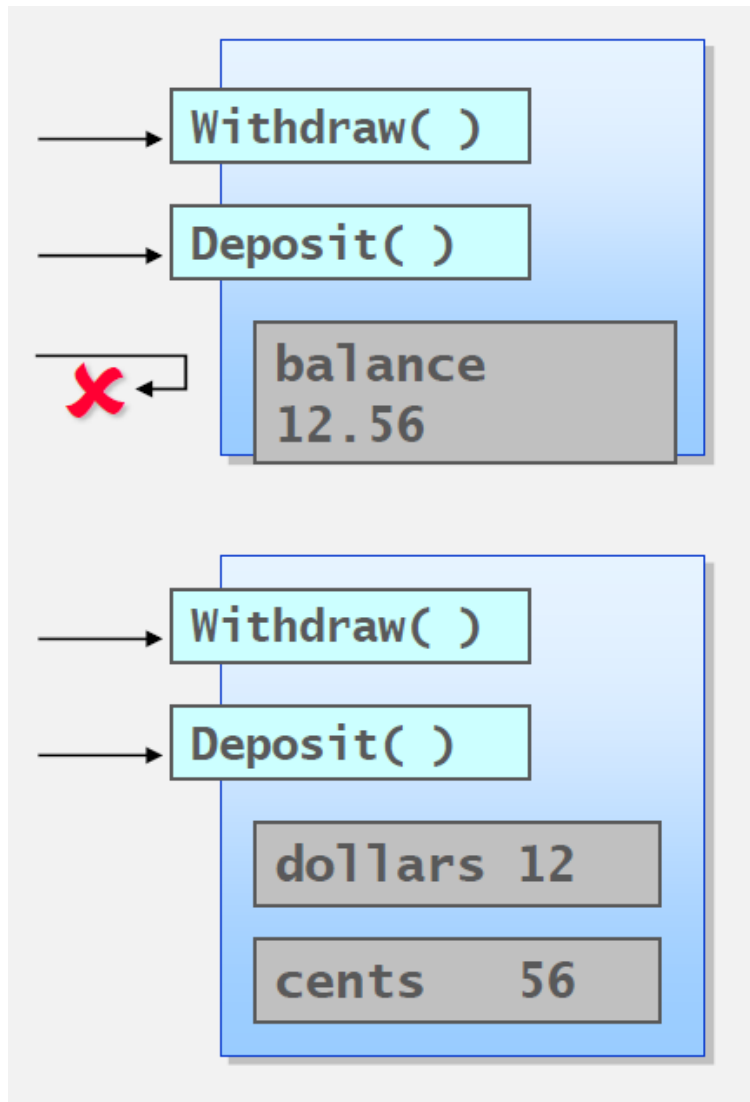 Withdraw( )
Deposit( )
balance
12.56
Withdraw( )
Deposit( )
dollars 12
cents 56